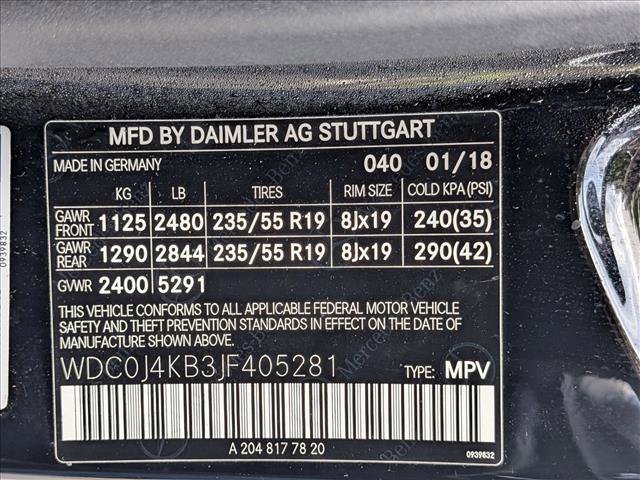 MFD BY DAIMLER AG STUTTGART
MADE IN GERMANY 040 01/18
KG LB TIRES RIM SIZE COLD KPA (PSI)
GAWR FRONT 1125 2480 235/55 R19 8Jx19 240(35)
GAWR REAR 1290 2844 235/55 R19 8Jx19 290(42)
GVWR 2400 5291
THIS VEHICLE CONFORMS TO ALL APPLICABLE FEDERAL MOTOR VEHICLE
SAFETY AND THEFT PREVENTION STANDARDS IN EFFECT ON THE DATE OF
MANUFACTURE SHOWN ABOVE.
WDC0J4KB3JF405281 TYPE: MPV
A 204 817 78 20
0939832
0939832